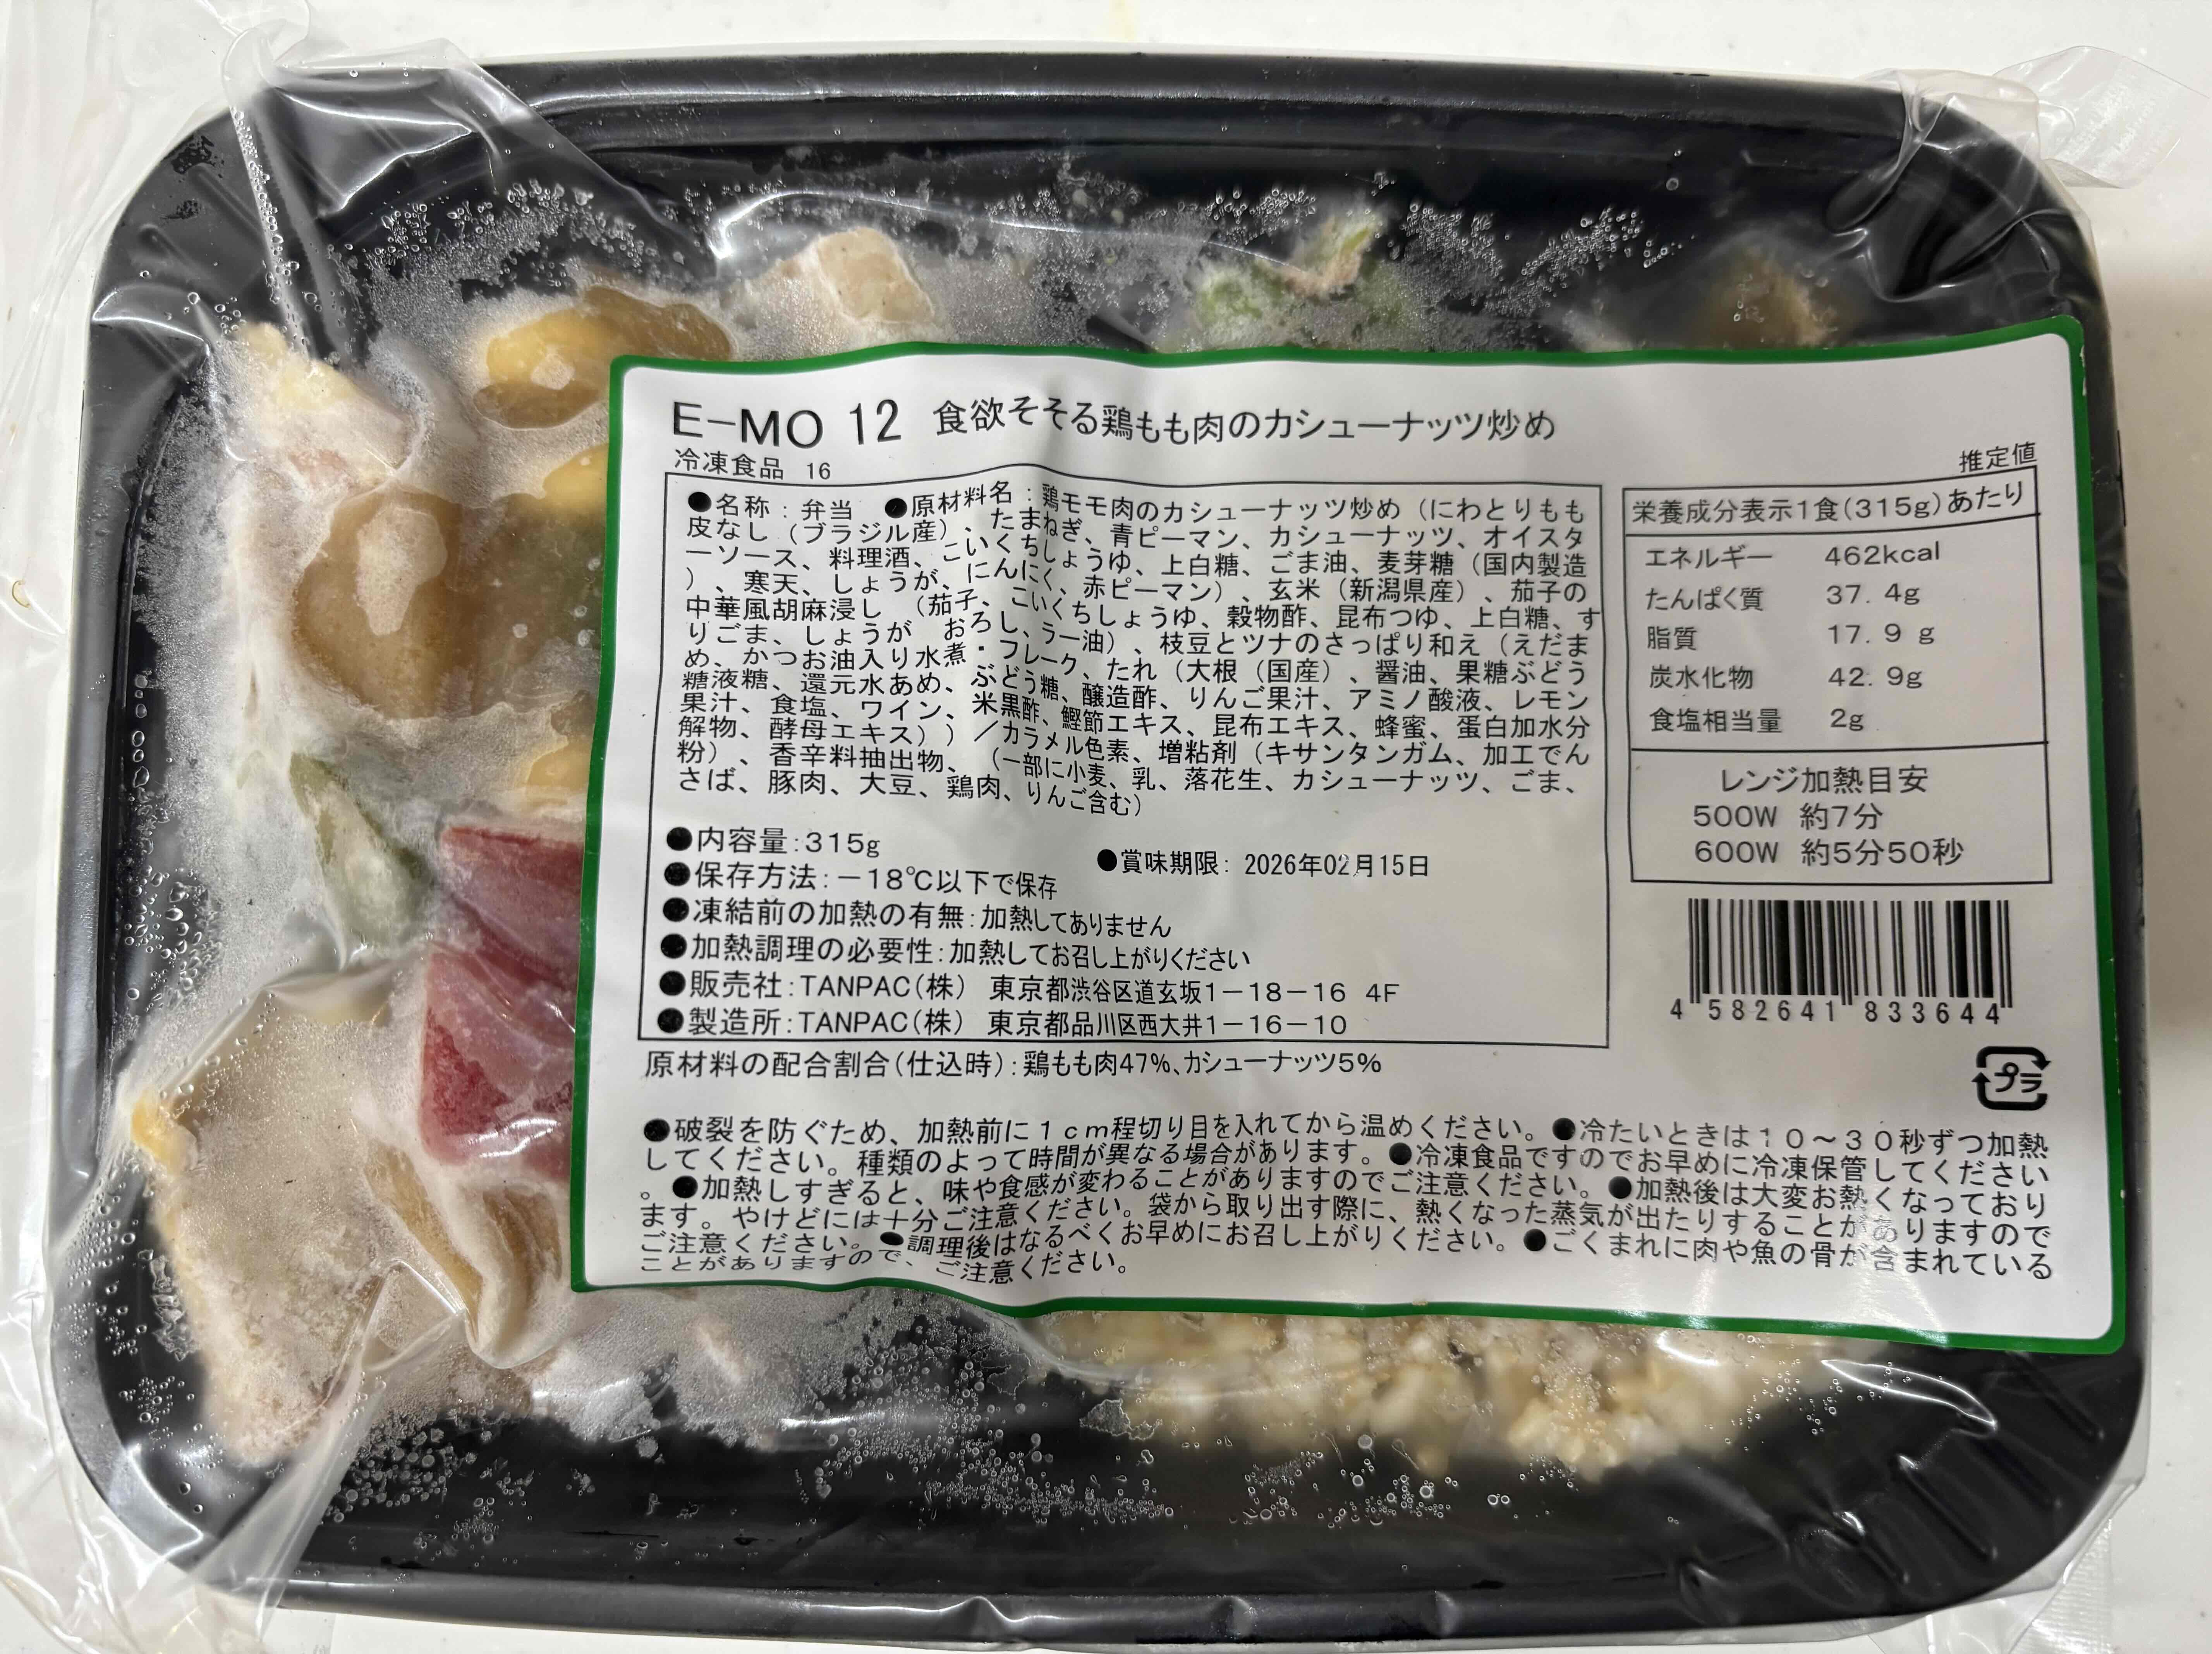 E-MO 12 食欲そそる鶏もも肉のカシューナッツ炒め
冷凍食品 16
●名称：弁当 ●原材料名：鶏モモ肉のカシューナッツ炒め（にわとりもも
皮なし（ブラジル産）、たまねぎ、青ピーマン、カシューナッツ、オイスタ
ーソース、料理酒、こいくちしょうゆ、上白糖、ごま油、麦芽糖（国内製造
）、寒天、しょうが、にんにく、赤ピーマン）、玄米（新潟県産）、茄子の
中華風胡麻浸し（茄子、こいくちしょうゆ、穀物酢、昆布つゆ、上白糖、す
りごま、しょうが おろし、ラー油）、枝豆とツナのさっぱり和え（えだま
め、かつお油入り水煮・フレーク、たれ（大根（国産）、醤油、果糖ぶどう
糖液糖、還元水あめ、ぶどう糖、醸造酢、りんご果汁、アミノ酸液、レモン
果汁、食塩、ワイン、米黒酢、鰹節エキス、昆布エキス、蜂蜜、蛋白加水分
解物、酵母エキス））／カラメル色素、増粘剤（キサンタンガム、加工でん
粉）、香辛料抽出物、（一部に小麦、乳、落花生、カシューナッツ、ごま、
さば、豚肉、大豆、鶏肉、りんご含む）
●内容量：315g
●賞味期限：2026年02月15日
●保存方法：－18℃以下で保存
●凍結前の加熱の有無：加熱してありません
●加熱調理の必要性：加熱してお召し上がりください
●販売社：TANPAC（株） 東京都渋谷区道玄坂1－18－16 4F
●製造所：TANPAC（株） 東京都品川区西大井1－16－10
原材料の配合割合（仕込時）：鶏もも肉47％、カシューナッツ5％
推定値
栄養成分表示1食（315g）あたり
エネルギー 462kcal
たんぱく質 37.4g
脂質 17.9g
炭水化物 42.9g
食塩相当量 2g
レンジ加熱目安
500W 約7分
600W 約5分50秒
4 582641 833644
プラ
●破裂を防ぐため、加熱前に１ｃｍ程切り目を入れてから温めください。●冷たいときは１０～３０秒ずつ加熱
してください。種類のよって時間が異なる場合があります。●冷凍食品ですのでお早めに冷凍保管してください
。●加熱しすぎると、味や食感が変わることがありますのでご注意ください。●加熱後は大変お熱くなっており
ます。やけどには十分ご注意ください。袋から取り出す際に、熱くなった蒸気が出たりすることがありますので
ご注意ください。●調理後はなるべくお早めにお召し上がりください。●ごくまれに肉や魚の骨が含まれている
ことがありますので、ご注意ください。